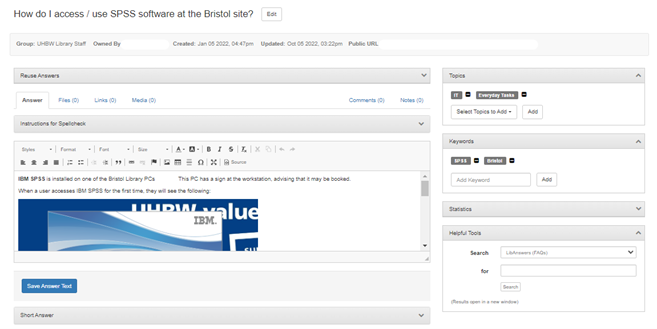 How do I access / use SPSS software at the Bristol site? Edit
Group: UHBW Library Staff Owned By Created: Jan 05 2022, 04:47pm Updated: Oct 05 2022, 03:22pm Public URL
Reuse Answers
Answer Files (0) Links (0) Media (0) Comments (0) Notes (0)
Instructions for Spellcheck
Styles Format Font Size A A B I S Tx
Source
IBM SPSS is installed on one of the Bristol Library PCs This PC has a sign at the workstation, advising that it may be booked.
When a user accesses IBM SPSS for the first time, they will see the following:
UHBW value
IBM.
Save Answer Text
Short Answer
Topics
IT Everyday Tasks
Select Topics to Add Add
Keywords
SPSS Bristol
Add Keyword Add
Statistics
Helpful Tools
Search LibAnswers (FAQs)
for
Search
(Results open in a new window)